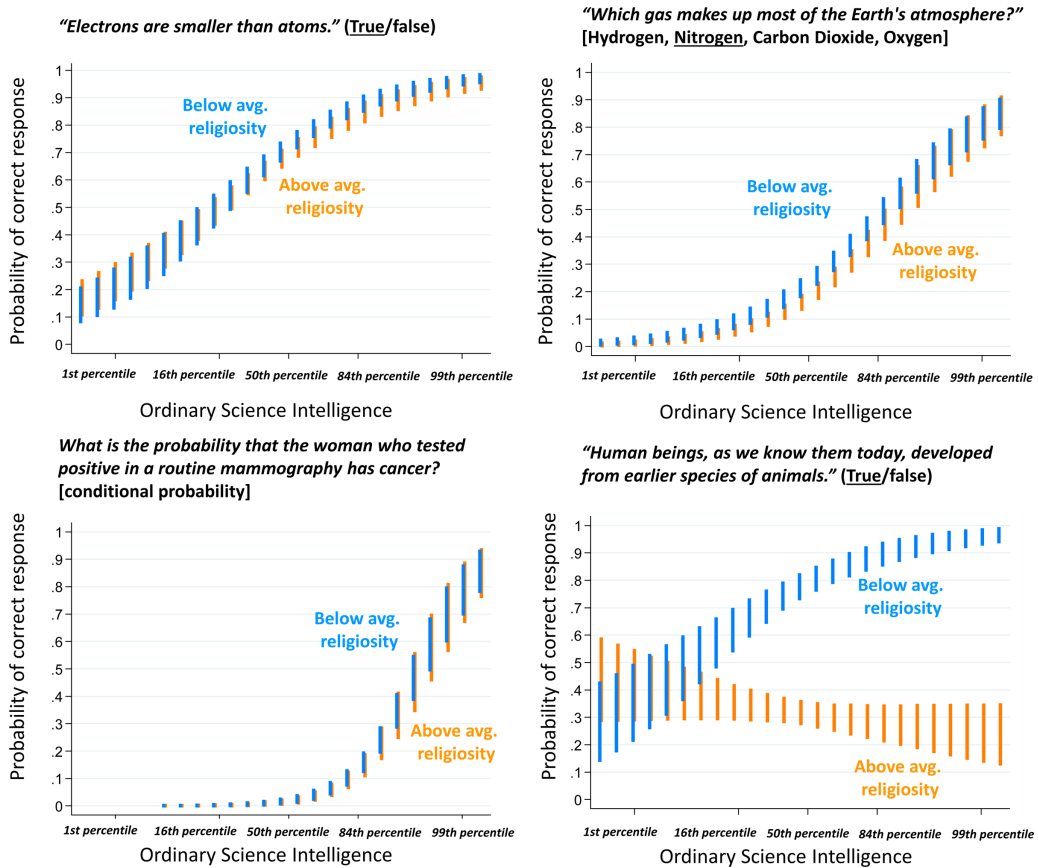 “Electrons are smaller than atoms.” (True/false)
Probability of correct response
1
.9
.8
.7
.6
.5
.4
.3
.2
.1
0
Below avg.
religiosity
Above avg.
religiosity
1st percentile 16th percentile 50th percentile 84th percentile 99th percentile
Ordinary Science Intelligence
“Which gas makes up most of the Earth's atmosphere?”
[Hydrogen, Nitrogen, Carbon Dioxide, Oxygen]
Probability of correct response
1
.9
.8
.7
.6
.5
.4
.3
.2
.1
0
Below avg.
religiosity
Above avg.
religiosity
1st percentile 16th percentile 50th percentile 84th percentile 99th percentile
Ordinary Science Intelligence
What is the probability that the woman who tested
positive in a routine mammography has cancer?
[conditional probability]
Probability of correct response
1
.9
.8
.7
.6
.5
.4
.3
.2
.1
0
Below avg.
religiosity
Above avg.
religiosity
1st percentile 16th percentile 50th percentile 84th percentile 99th percentile
Ordinary Science Intelligence
“Human beings, as we know them today, developed
from earlier species of animals.” (True/false)
Probability of correct response
1
.9
.8
.7
.6
.5
.4
.3
.2
.1
0
Below avg.
religiosity
Above avg.
religiosity
1st percentile 16th percentile 50th percentile 84th percentile 99th percentile
Ordinary Science Intelligence